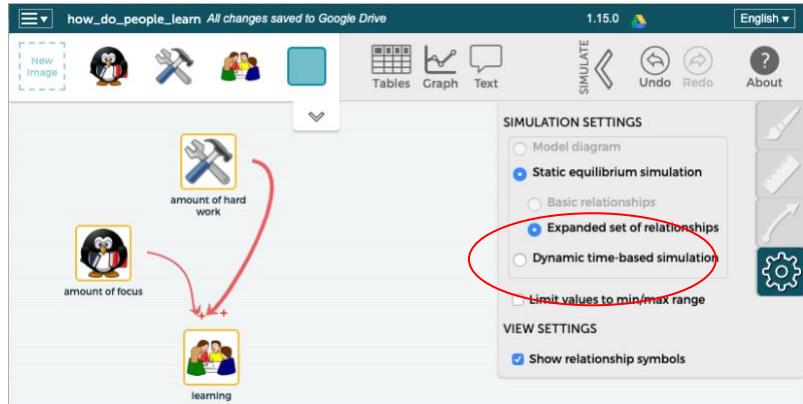 how_do_people_learn All changes saved to Google Drive 1.15.0 English
New Image
Tables Graph Text SIMULATE Undo Redo ? About
SIMULATION SETTINGS
Model diagram
Static equilibrium simulation
Basic relationships
Expanded set of relationships
Dynamic time-based simulation
Limit values to min/max range
VIEW SETTINGS
Show relationship symbols
amount of hard
work
amount of focus
+ +
learning